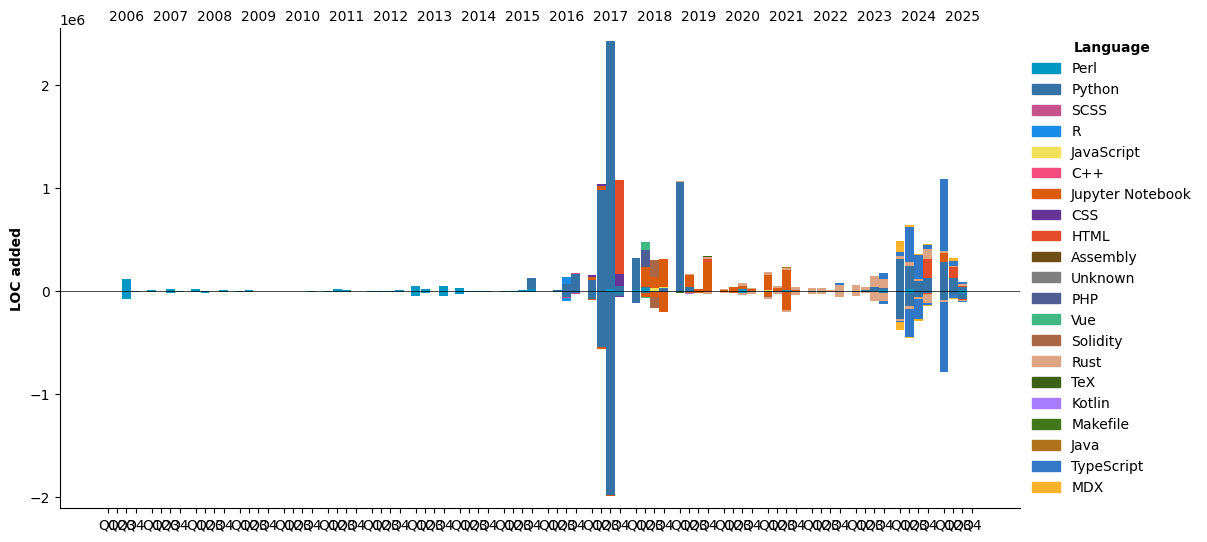 2006 2007 2008 2009 2010 2011 2012 2013 2014 2015 2016 2017 2018 2019 2020 2021 2022 2023 2024 2025
1e6
2
1
0
−1
−2
LOC added
Language
Perl
Python
SCSS
R
JavaScript
C++
Jupyter Notebook
CSS
HTML
Assembly
Unknown
PHP
Vue
Solidity
Rust
TeX
Kotlin
Makefile
Java
TypeScript
MDX